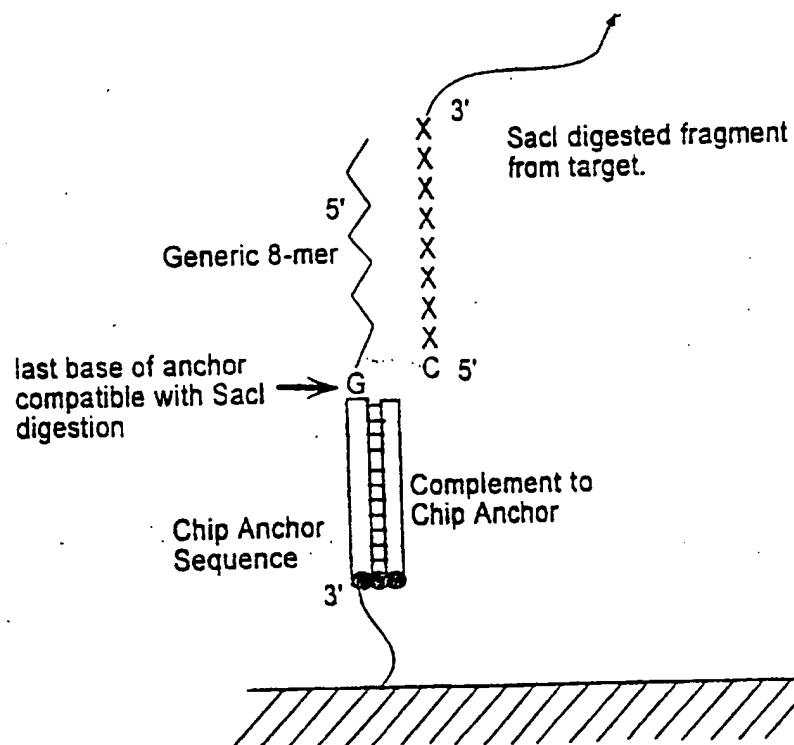 3'
SacI digested fragment
from target.
5'
Generic 8-mer
X
X
X
X
X
X
X
X
last base of anchor
compatible with SacI
digestion
G
C 5'
Chip Anchor
Sequence
Complement to
Chip Anchor
3'